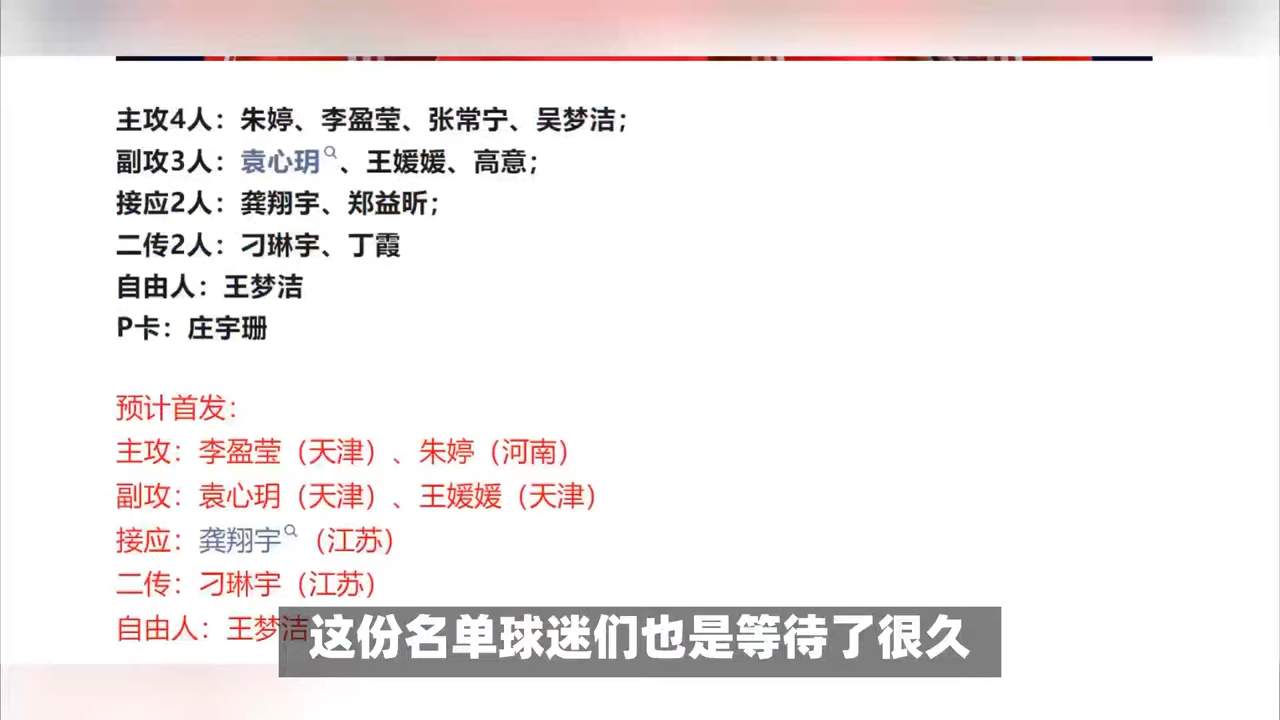 主攻4人：朱婷、李盈莹、张常宁、吴梦洁；
副攻3人：袁心玥、王媛媛、高意；
接应2人：龚翔宇、郑益昕；
二传2人：刁琳宇、丁霞
自由人：王梦洁
P卡：庄宇珊
预计首发：
主攻：李盈莹（天津）、朱婷（河南）
副攻：袁心玥（天津）、王媛媛（天津）
接应：龚翔宇（江苏）
二传：刁琳宇（江苏）
自由人：王梦洁
这份名单球迷们也是等待了很久